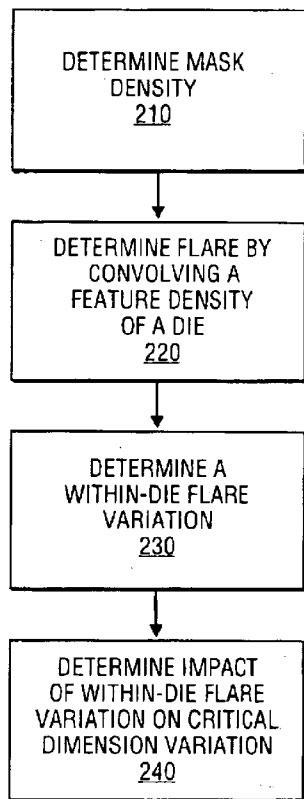 DETERMINE MASK
DENSITY
210
DETERMINE FLARE BY
CONVOLVING A
FEATURE DENSITY
OF A DIE
220
DETERMINE A
WITHIN-DIE FLARE
VARIATION
230
DETERMINE IMPACT
OF WITHIN-DIE FLARE
VARIATION ON CRITICAL
DIMENSION VARIATION
240